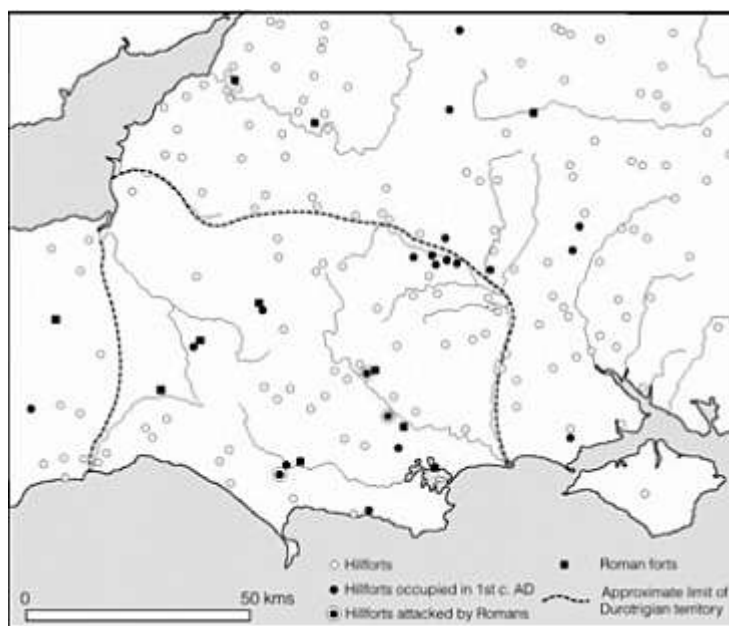 Hillforts
Roman forts
Hillforts occupied in 1st c. AD
Approximate limit of
Durotrigian territory
Hillforts attacked by Romans
0
50 kms